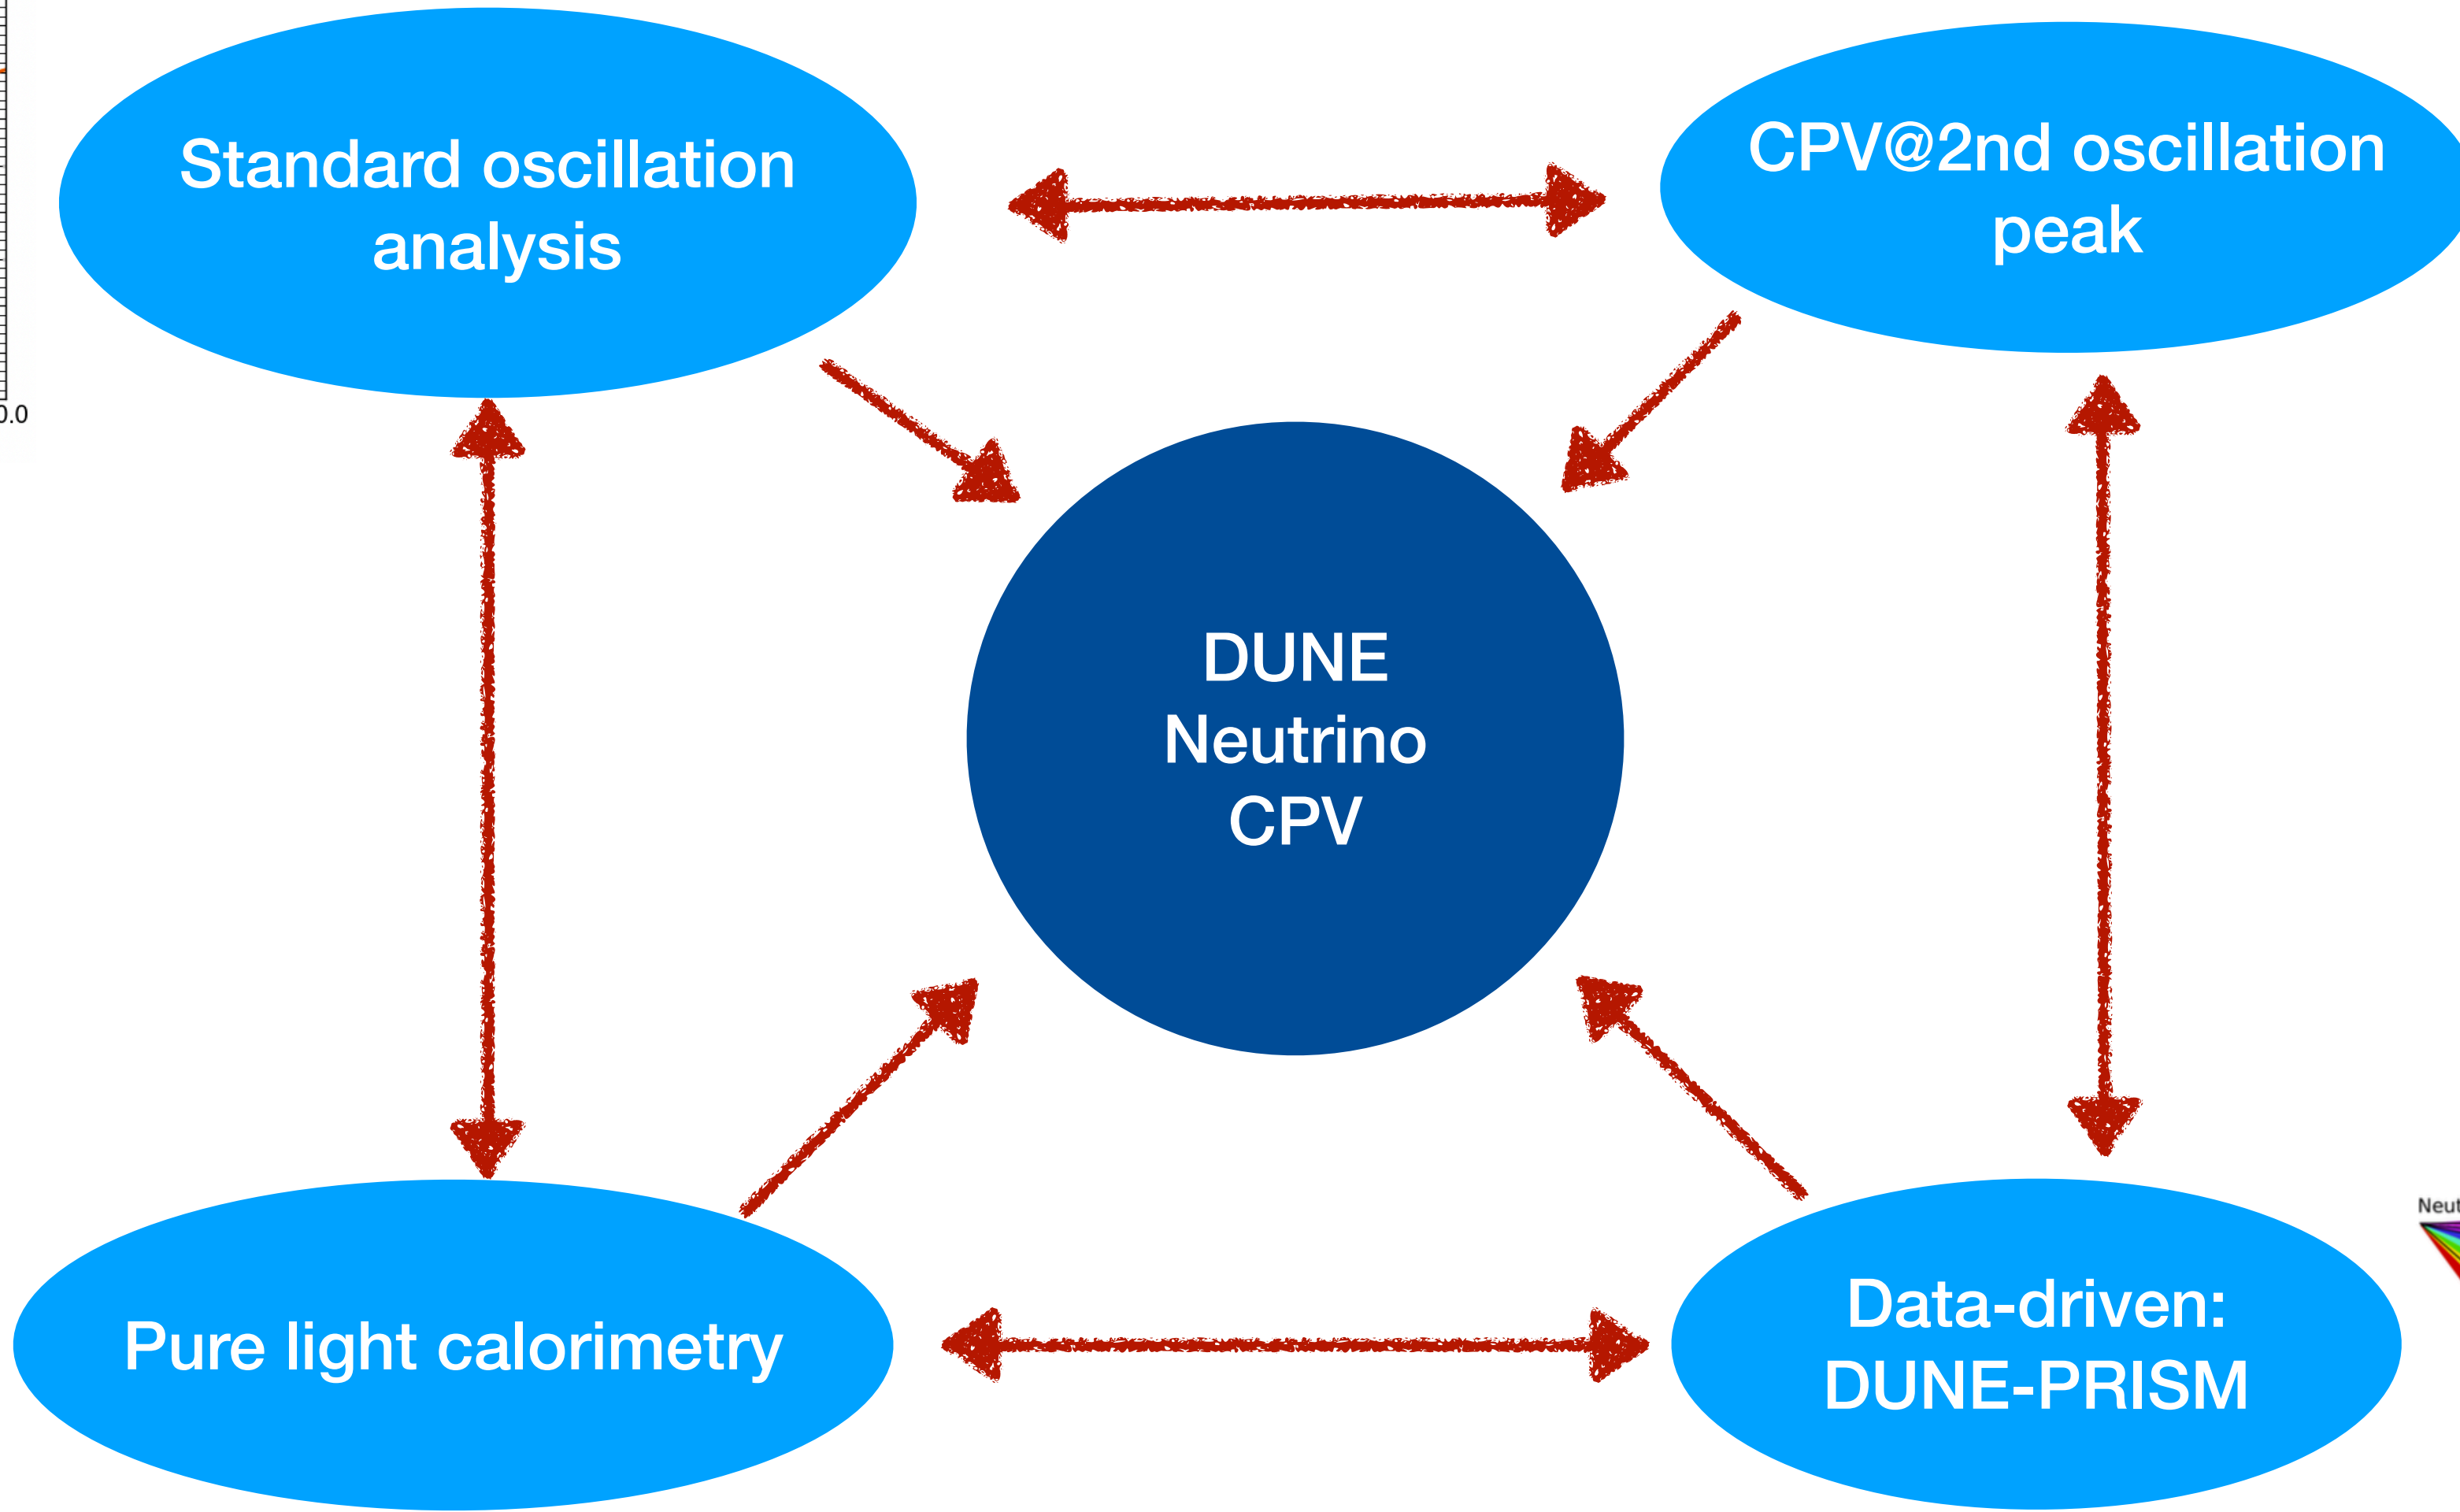 Standard oscillation
analysis
CPV@2nd oscillation
peak
DUNE
Neutrino
CPV
Pure light calorimetry
Data-driven:
DUNE-PRISM